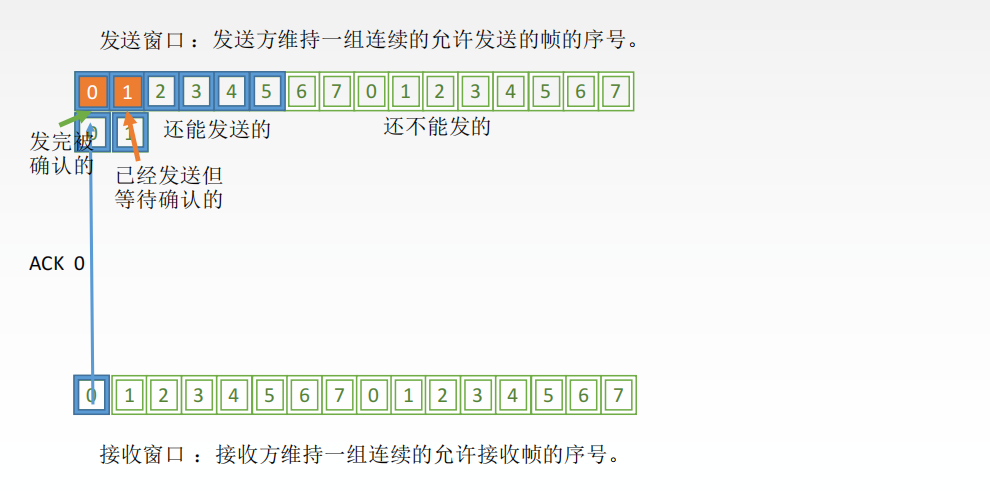 发送窗口：发送方维持一组连续的允许发送的帧的序号。
0 1 2 3 4 5 6 7 0 1 2 3 4 5 6 7
0 1
还能发送的
还不能发的
发完被
确认的
已经发送但
等待确认的
ACK 0
0 1 2 3 4 5 6 7 0 1 2 3 4 5 6 7
接收窗口：接收方维持一组连续的允许接收帧的序号。